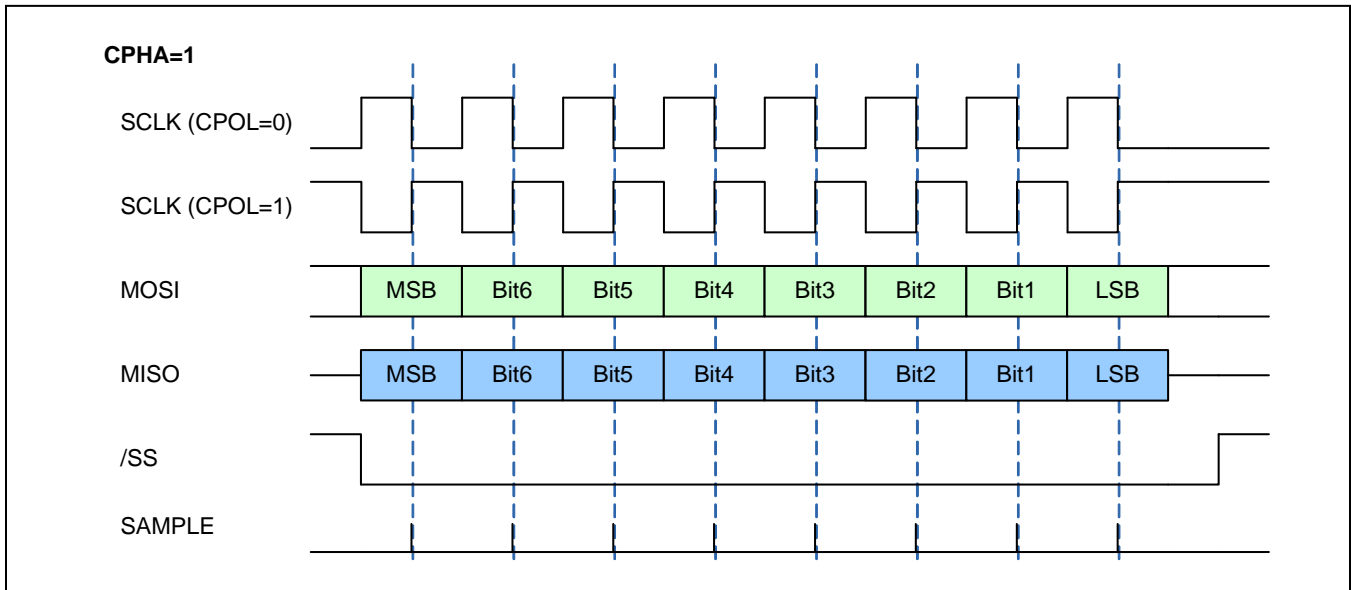 CPHA=1
SCLK (CPOL=0)
SCLK (CPOL=1)
MOSI MSB Bit6 Bit5 Bit4 Bit3 Bit2 Bit1 LSB
MISO MSB Bit6 Bit5 Bit4 Bit3 Bit2 Bit1 LSB
/SS
SAMPLE